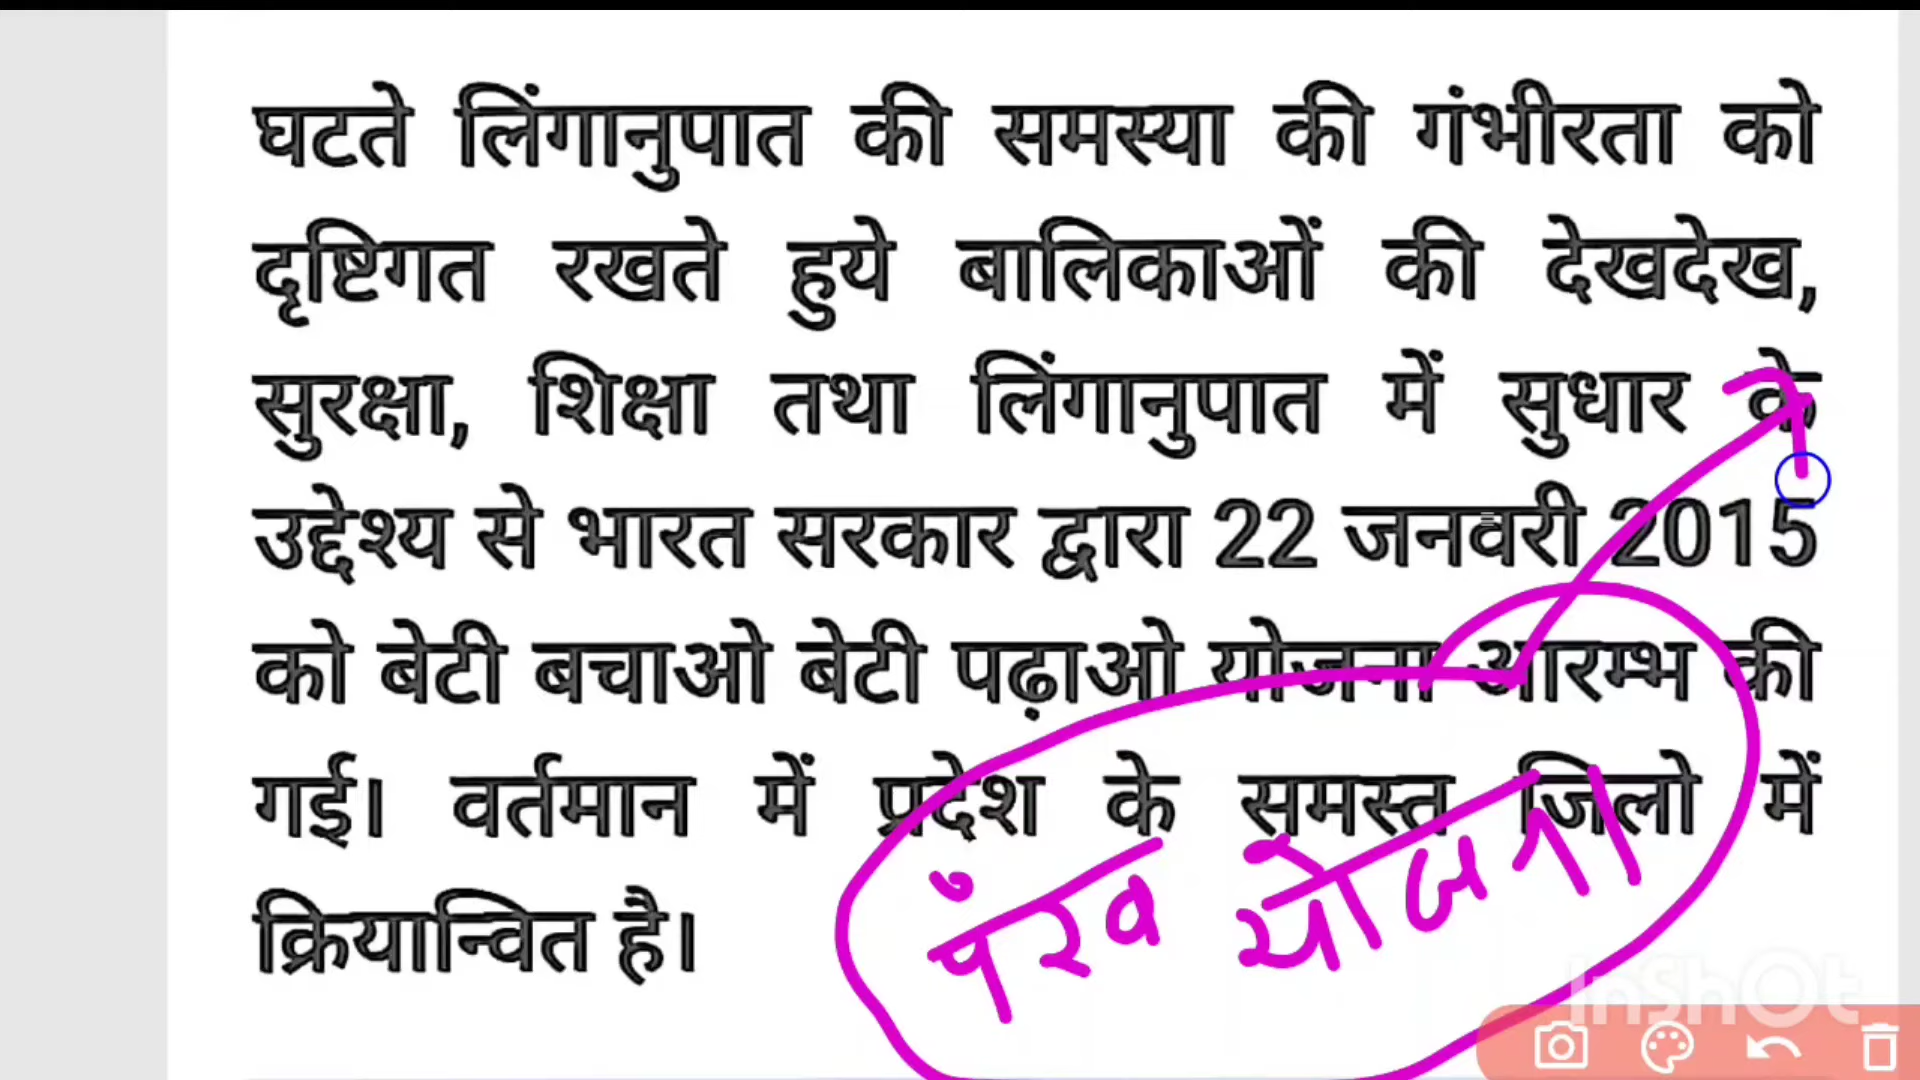 घटते लिंगानुपात की समस्या की गंभीरता को
दृष्टिगत रखते हुये बालिकाओं की देखदेख,
सुरक्षा, शिक्षा तथा लिंगानुपात में सुधार के
उद्देश्य से भारत सरकार द्वारा 22 जनवरी 2015
को बेटी बचाओ बेटी पढ़ाओ योजना आरम्भ की
गई। वर्तमान में प्रदेश के समस्त जिलो में
क्रियान्वित है।
पंख योजना
InShOt